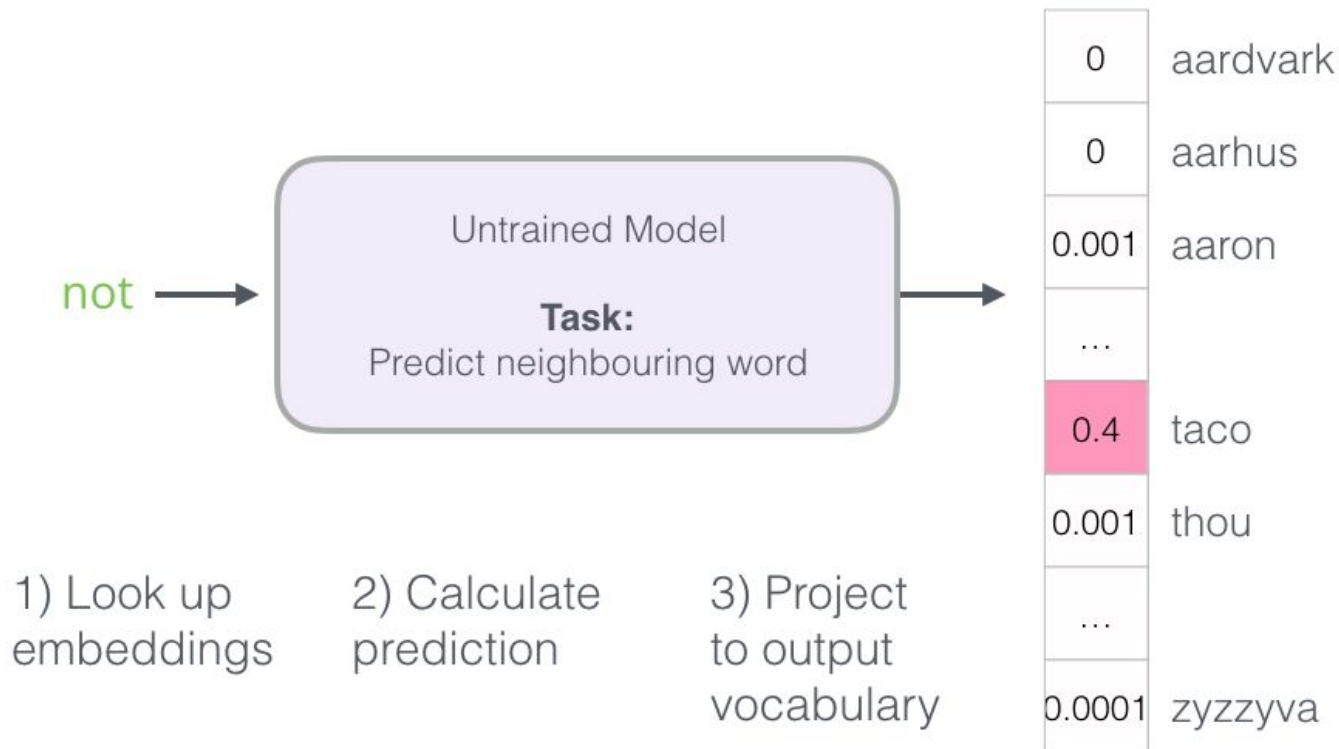 0 aardvark
0 aarhus
0.001 aaron
...
0.4 taco
0.001 thou
...
0.0001 zyzzyva
not
Untrained Model
Task:
Predict neighbouring word
1) Look up
embeddings
2) Calculate
prediction
3) Project
to output
vocabulary